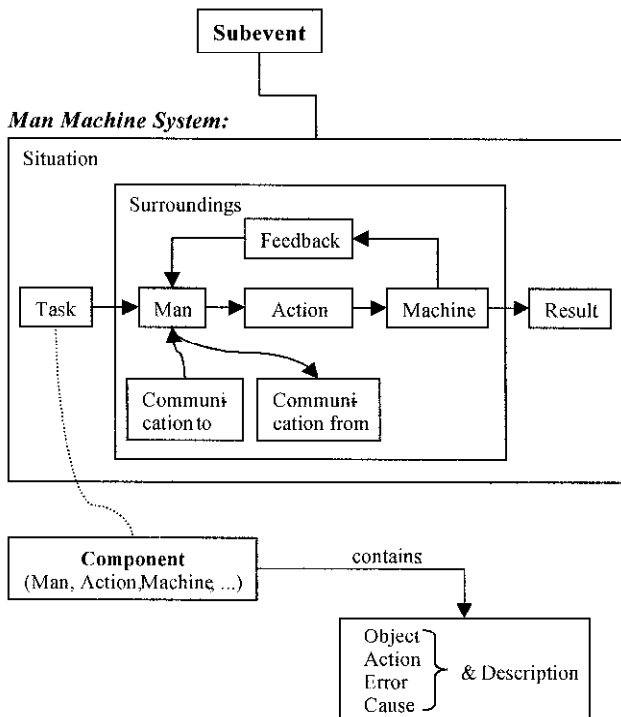 Subevent
Man Machine System:
Situation
Surroundings
Feedback
Task
Man
Action
Machine
Result
Communi-
cation to
Communi-
cation from
Component
(Man, Action,Machine, ...)
contains
Object
Action
Error
Cause
& Description